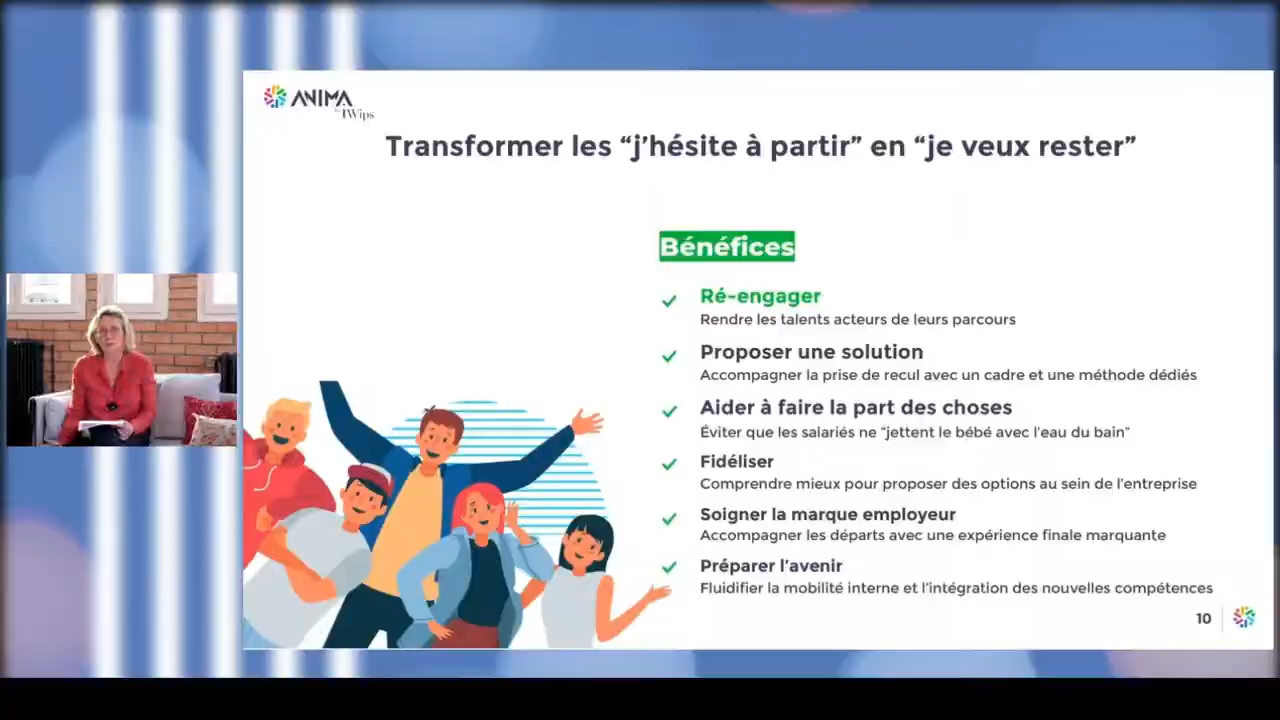 ANIMA
by IWips
Transformer les “j’hésite à partir” en “je veux rester”
Bénéfices
Ré-engager
Rendre les talents acteurs de leurs parcours
Proposer une solution
Accompagner la prise de recul avec un cadre et une méthode dédiés
Aider à faire la part des choses
Éviter que les salariés ne “jettent le bébé avec l’eau du bain”
Fidéliser
Comprendre mieux pour proposer des options au sein de l’entreprise
Soigner la marque employeur
Accompagner les départs avec une expérience finale marquante
Préparer l’avenir
Fluidifier la mobilité interne et l’intégration des nouvelles compétences
10